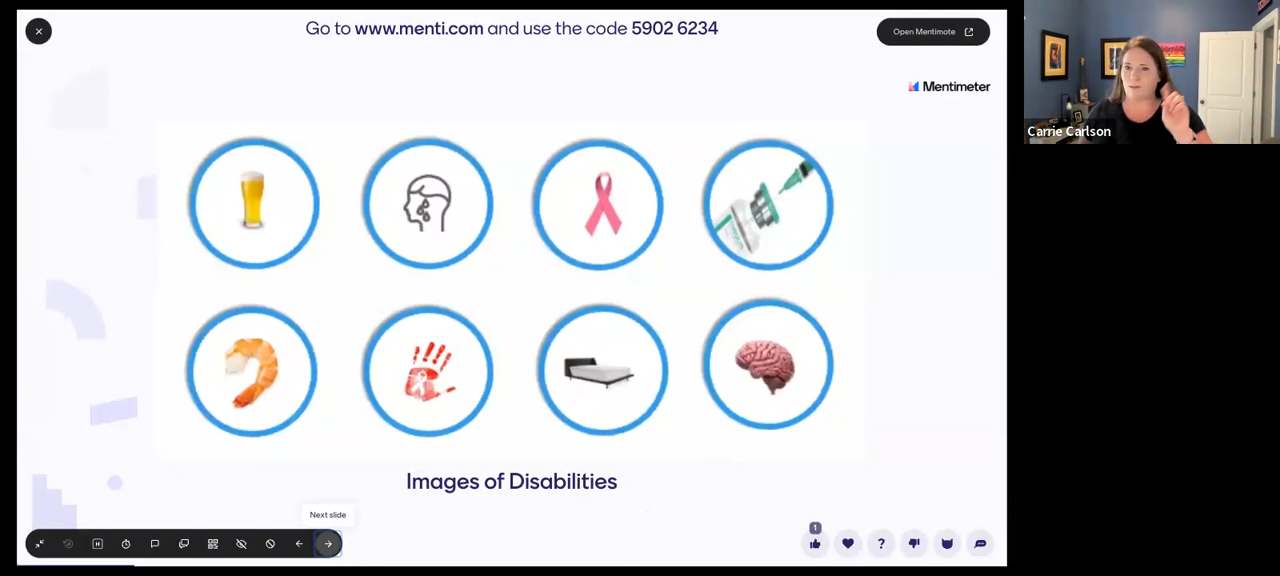 Go to www.menti.com and use the code 5902 6234
Open Mentimote
Mentimeter
Carrie Carlson
Images of Disabilities
Next slide
1